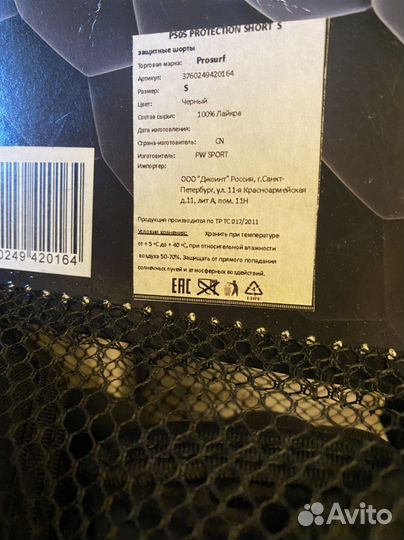 PS05 PROTECTION SHORT S
защитные шорты
Торговая марка: Prosurf
Артикул: 3760249420164
Размер: S
Цвет: Черный
Состав сырья: 100% Лайкра
Дата изготовления:
Страна-изготовитель: CN
Изготовитель: PW SPORT
Импортер:
ООО "Джоинт" Россия, г.Санкт-
Петербург, ул. 11-я Красноармейская
д.11, лит А, пом. 11Н
Продукция произведена по ТР ТС 017/2011
Условия хранения: Хранить при температуре
от + 5 °C до + 40 °C, при относительной влажности
воздуха 50-70%. Защищать от прямого попадания
солнечных лучей и атмосферных воздействий.
EAC
0249 420164
Avito